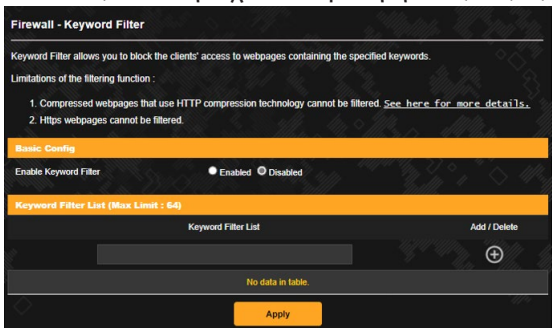 Firewall - Keyword Filter
Keyword Filter allows you to block the clients' access to webpages containing the specified keywords.
Limitations of the filtering function :
1. Compressed webpages that use HTTP compression technology cannot be filtered. See here for more details.
2. Https webpages cannot be filtered.
Basic Config
Enable Keyword Filter Enabled Disabled
Keyword Filter List (Max Limit : 64)
Keyword Filter List Add / Delete
No data in table.
Apply